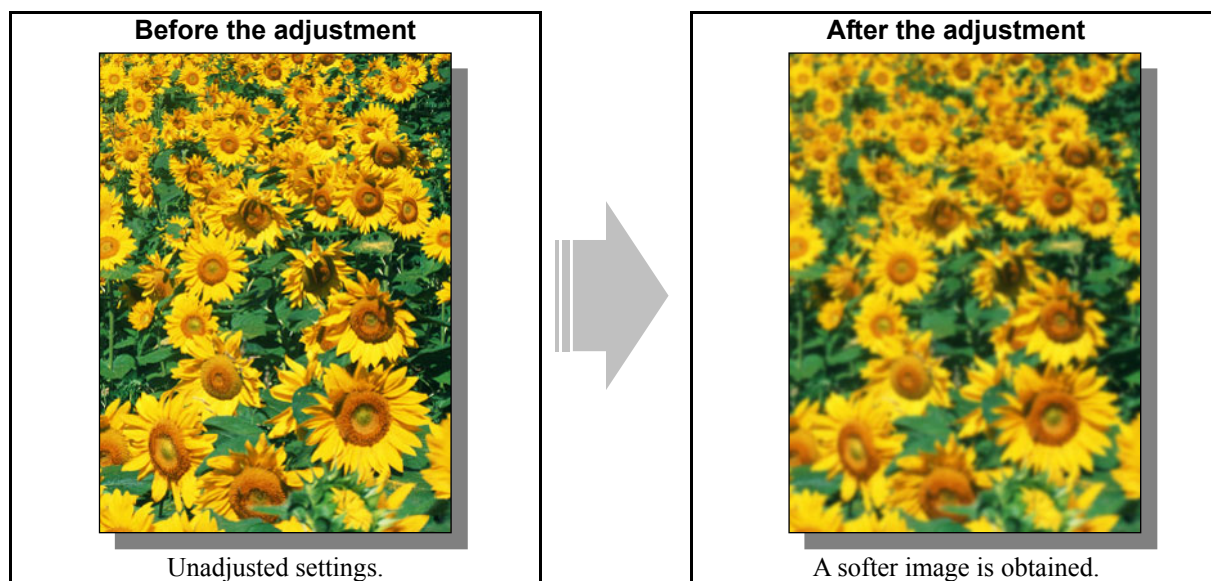 Before the adjustment
Unadjusted settings.
After the adjustment
A softer image is obtained.